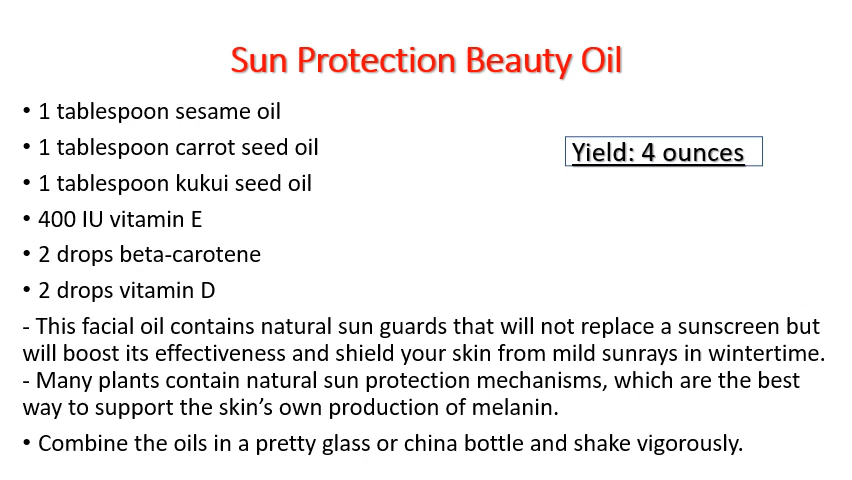 Sun Protection Beauty Oil
• 1 tablespoon sesame oil
• 1 tablespoon carrot seed oil
Yield: 4 ounces
• 1 tablespoon kukui seed oil
• 400 IU vitamin E
• 2 drops beta-carotene
• 2 drops vitamin D
- This facial oil contains natural sun guards that will not replace a sunscreen but
will boost its effectiveness and shield your skin from mild sunrays in wintertime.
- Many plants contain natural sun protection mechanisms, which are the best
way to support the skin’s own production of melanin.
• Combine the oils in a pretty glass or china bottle and shake vigorously.